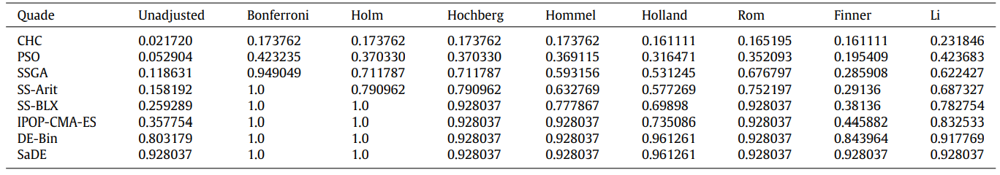 Quade Unadjusted Bonferroni Holm Hochberg Hommel Holland Rom Finner Li
CHC 0.021720 0.173762 0.173762 0.173762 0.173762 0.161111 0.165195 0.161111 0.231846
PSO 0.052904 0.423235 0.370330 0.370330 0.369115 0.316471 0.352093 0.195409 0.423683
SSGA 0.118631 0.949049 0.711787 0.711787 0.593156 0.531245 0.676797 0.285908 0.622427
SS-Arit 0.158192 1.0 0.790962 0.790962 0.632769 0.577269 0.752197 0.29136 0.687327
SS-BLX 0.259289 1.0 1.0 0.928037 0.777867 0.69898 0.928037 0.38136 0.782754
IPOP-CMA-ES 0.357754 1.0 1.0 0.928037 0.928037 0.735086 0.928037 0.445882 0.832533
DE-Bin 0.803179 1.0 1.0 0.928037 0.928037 0.961261 0.928037 0.843964 0.917769
SaDE 0.928037 1.0 1.0 0.928037 0.928037 0.961261 0.928037 0.928037 0.928037